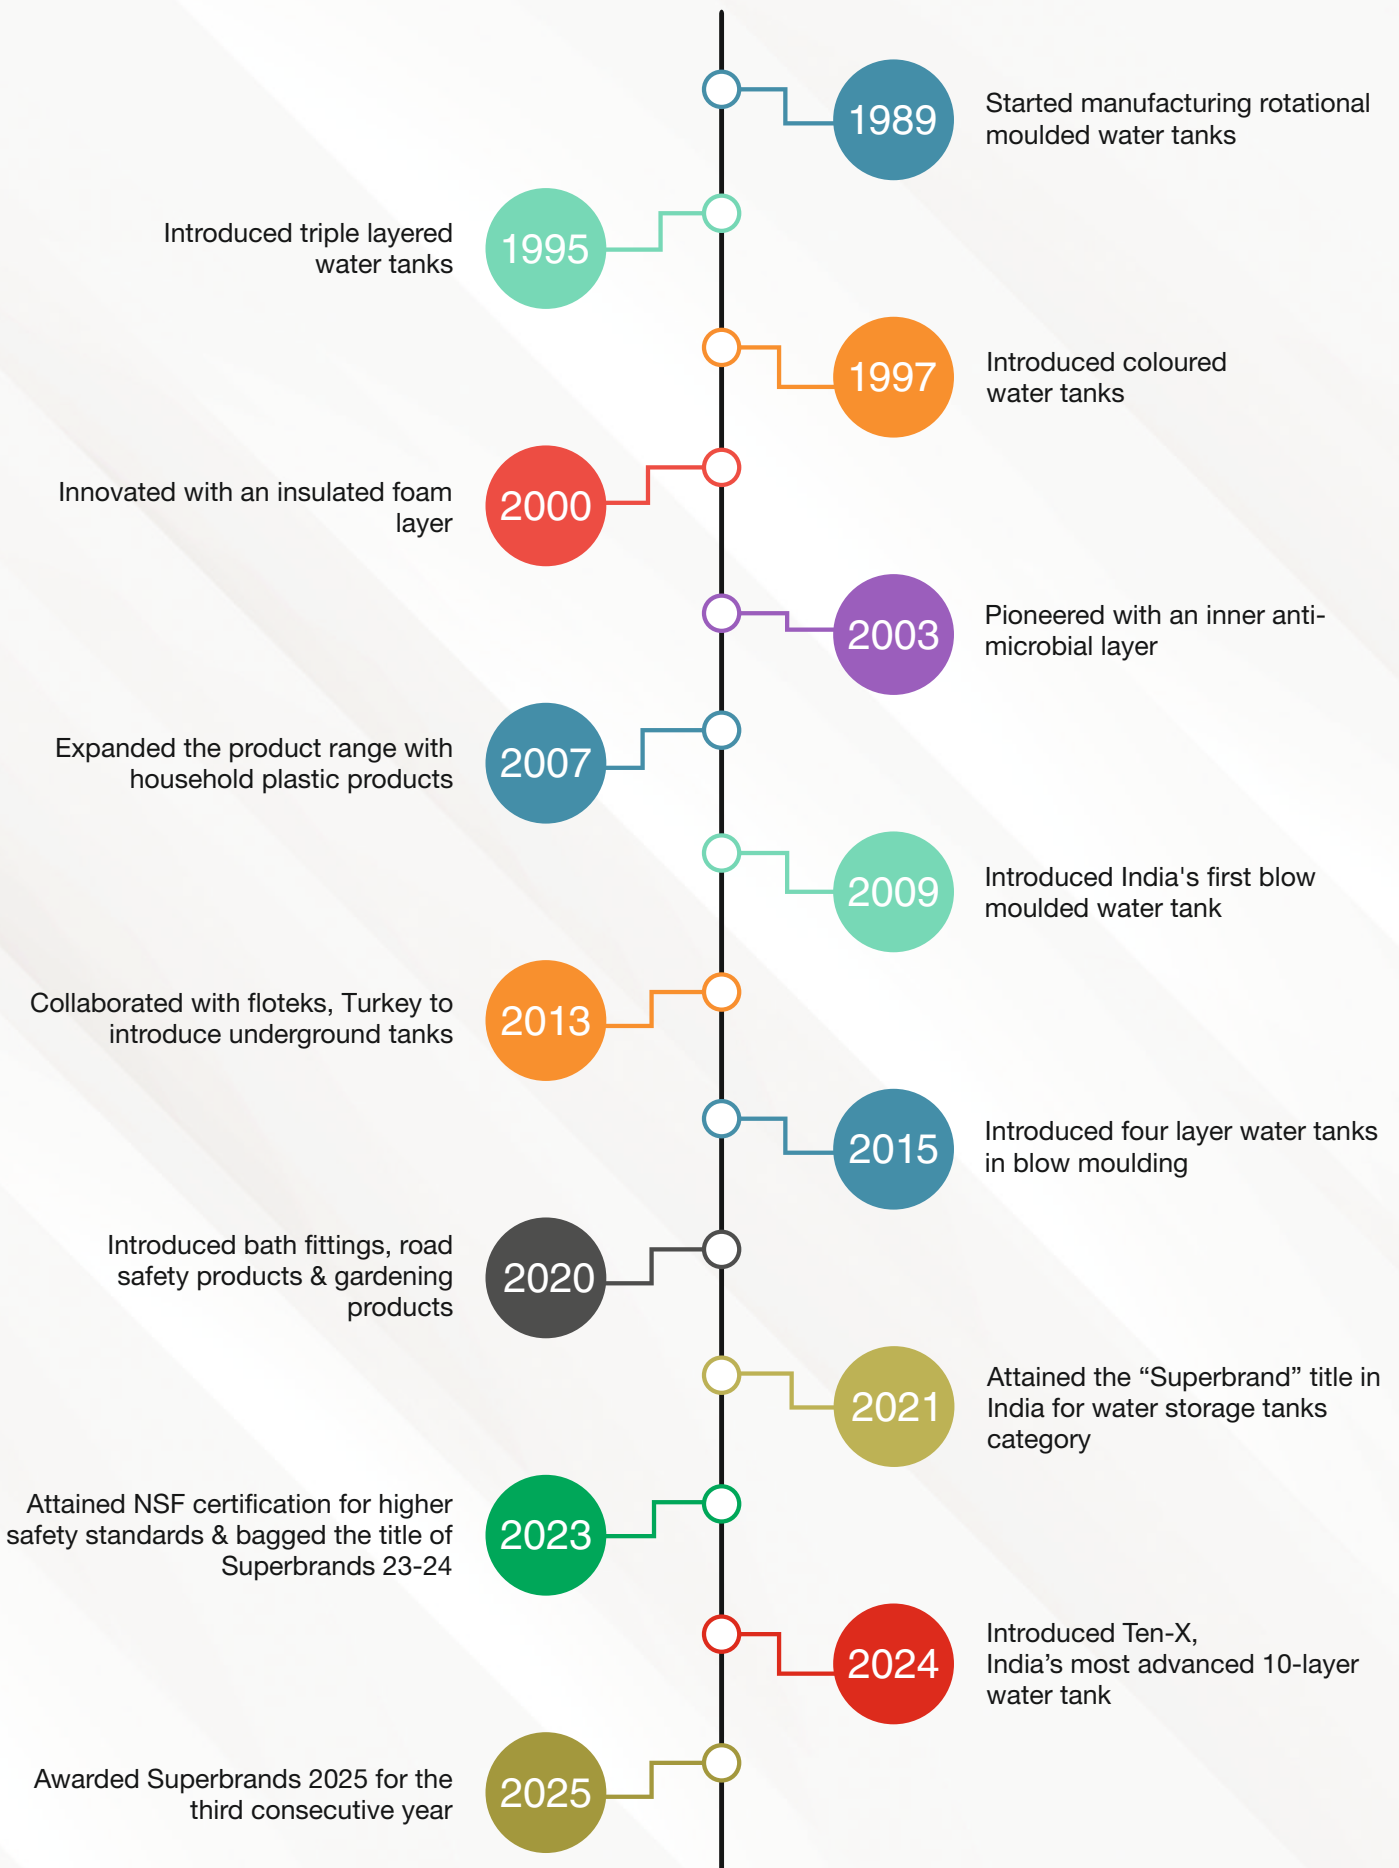 1989
Started manufacturing rotational
moulded water tanks
Introduced triple layered
water tanks
1995
1997
Introduced coloured
water tanks
Innovated with an insulated foam
layer
2000
2003
Pioneered with an inner anti-
microbial layer
Expanded the product range with
household plastic products
2007
2009
Introduced India's first blow
moulded water tank
Collaborated with floteks, Turkey to
introduce underground tanks
2013
2015
Introduced four layer water tanks
in blow moulding
Introduced bath fittings, road
safety products & gardening
products
2020
2021
Attained the “Superbrand” title in
India for water storage tanks
category
Attained NSF certification for higher
safety standards & bagged the title of
Superbrands 23-24
2023
2024
Introduced Ten-X,
India’s most advanced 10-layer
water tank
Awarded Superbrands 2025 for the
third consecutive year
2025